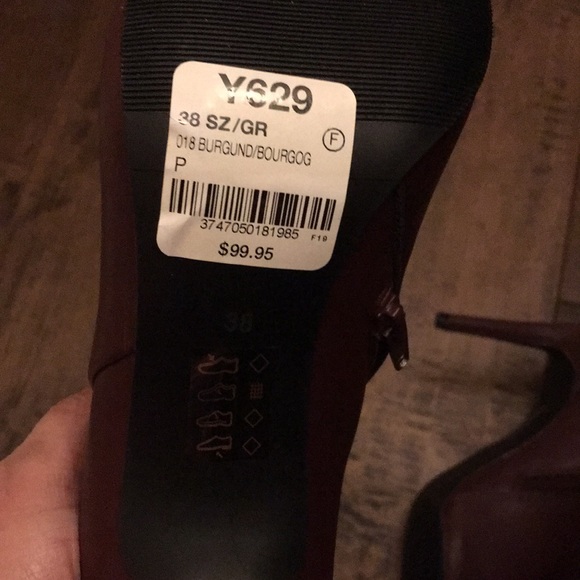 Y629
38 SZ/GR
F
018 BURGUND/BOURGOG
P
3747050181985
F19
$99.95
38